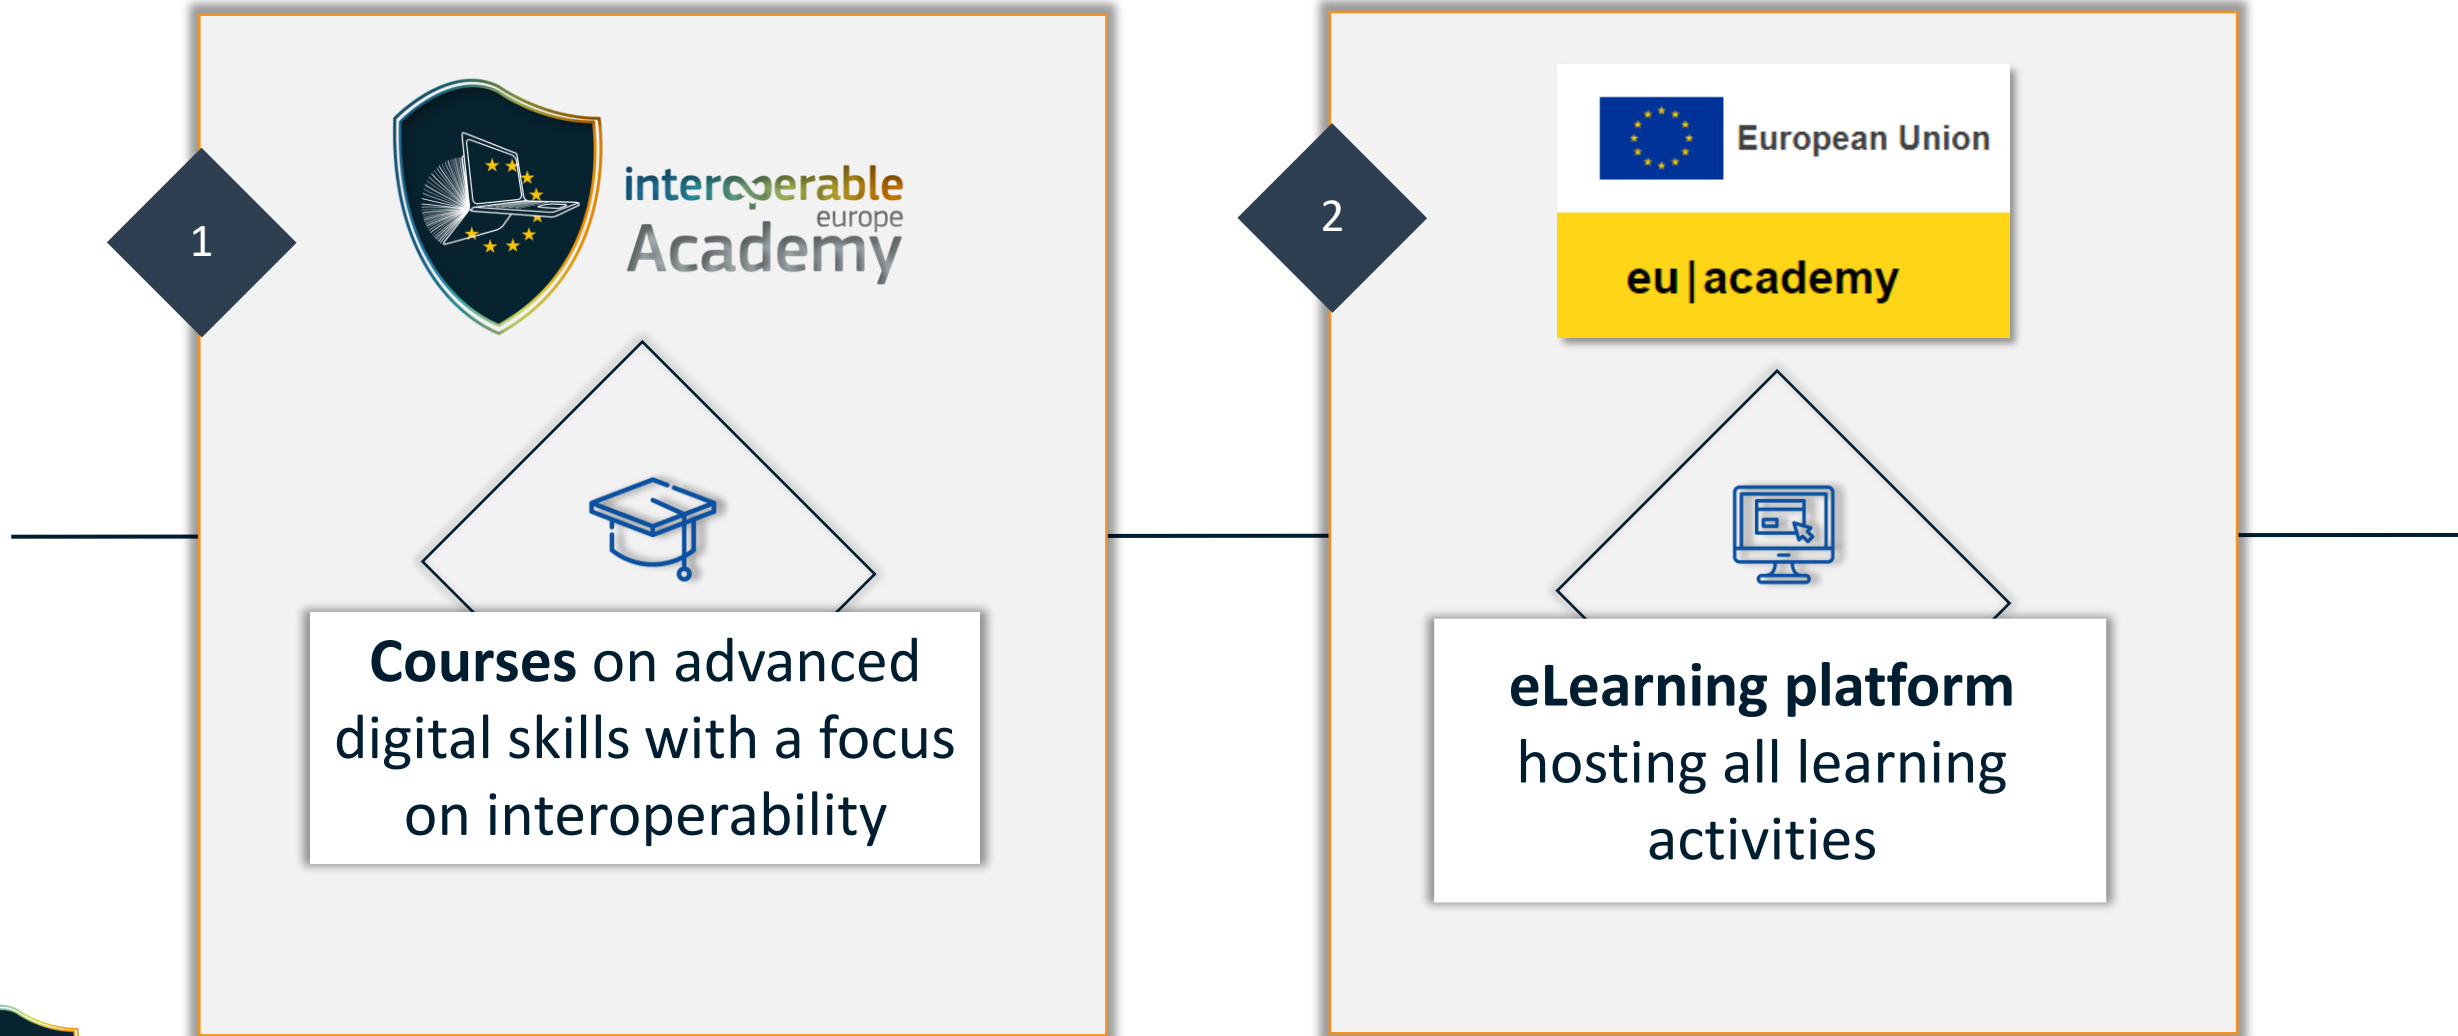 1
interoperable
europe
Academy
Courses on advanced
digital skills with a focus
on interoperability
2
European Union
eu|academy
eLearning platform
hosting all learning
activities